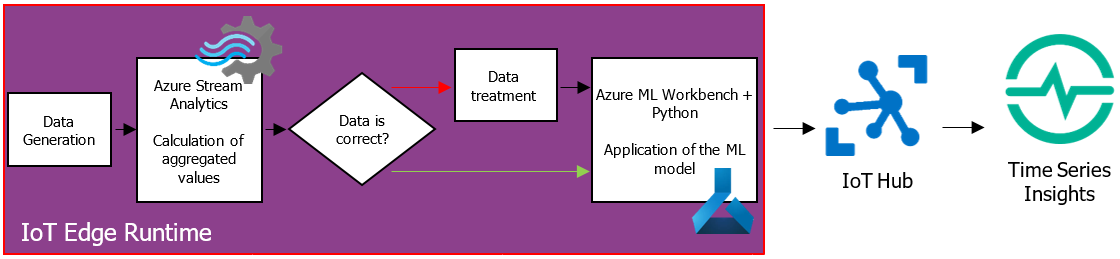 Data
Generation
Azure Stream
Analytics
Calculation of
aggregated
values
Data is
correct?
Data
treatment
Azure ML Workbench +
Python
Application of the ML
model
IoT Edge Runtime
IoT Hub
Time Series
Insights